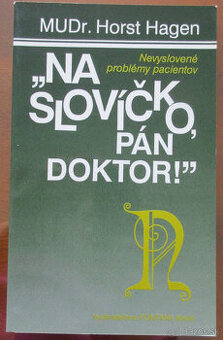 MUDr. Horst Hagen
Nevyslovené
problémy pacientov
„NA
SLOVÍČKO,
PÁN
DOKTOR!"
N